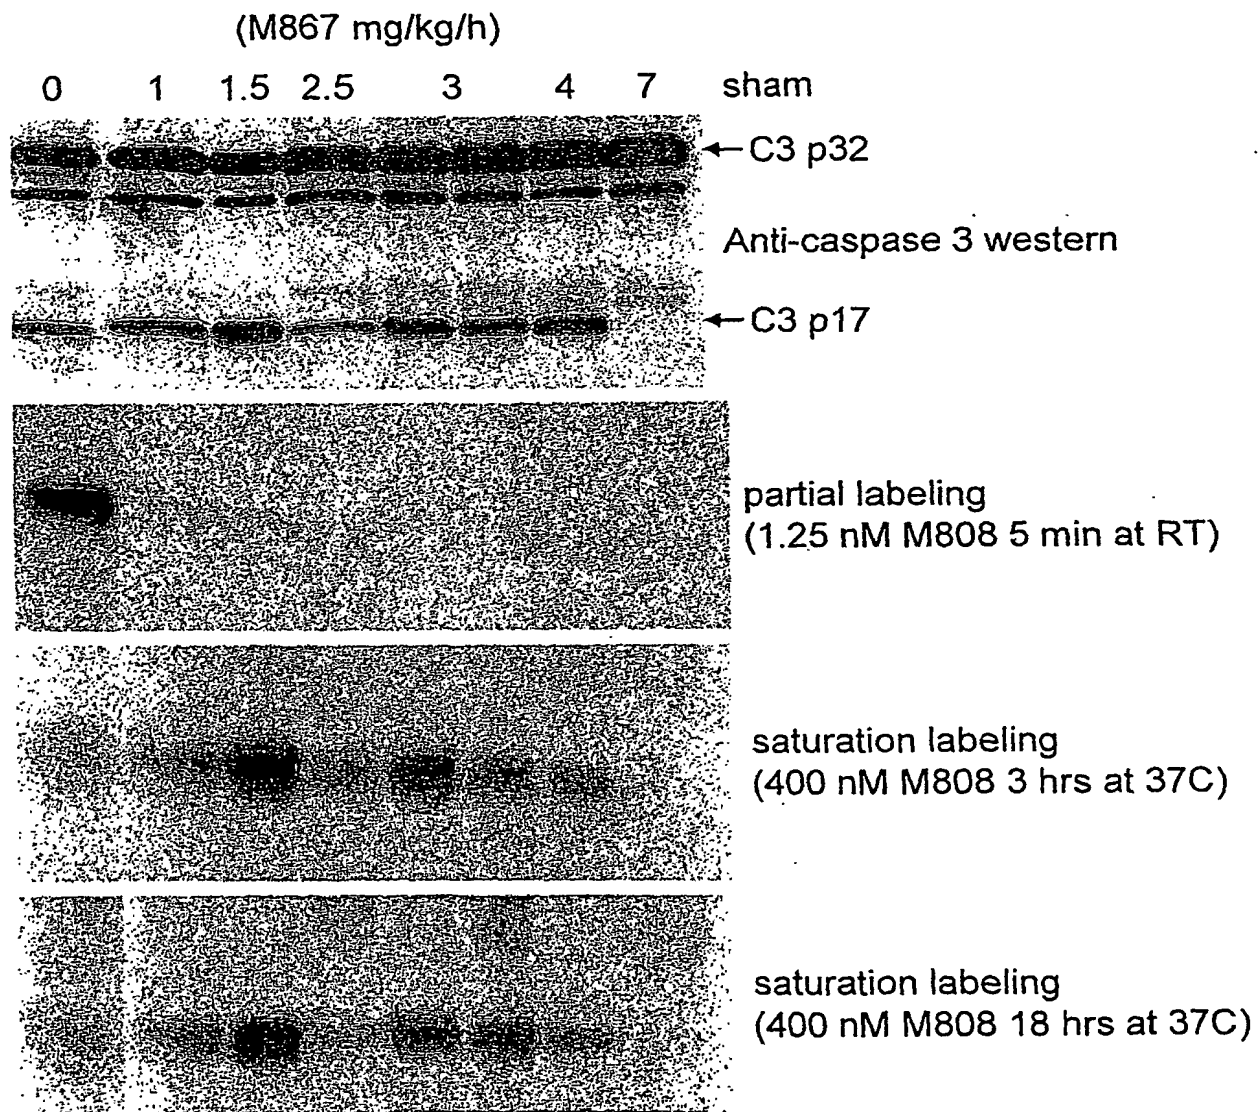 (M867 mg/kg/h)
0 1 1.5 2.5 3 4 7 sham
C3 p32
Anti-caspase 3 western
C3 p17
partial labeling
(1.25 nM M808 5 min at RT)
saturation labeling
(400 nM M808 3 hrs at 37C)
saturation labeling
(400 nM M808 18 hrs at 37C)